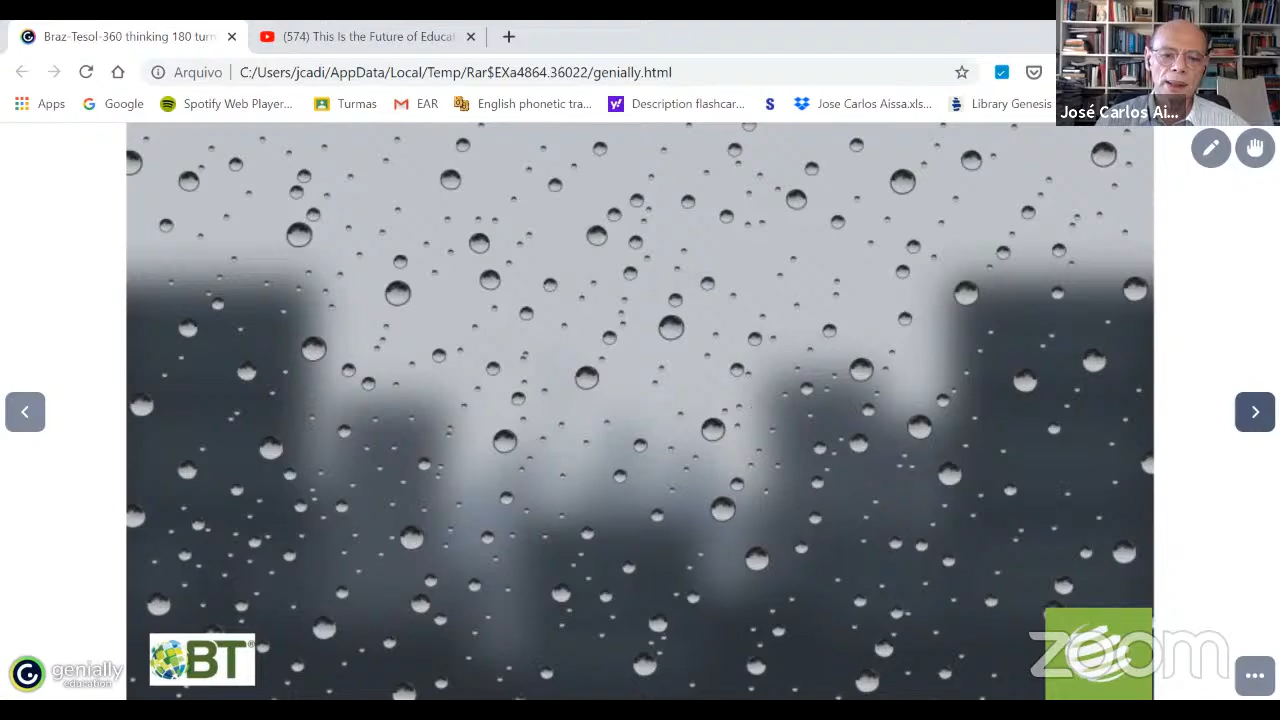 Braz-Tesol-360 thinking 180 turn
(574) This Is the Future of Educat
Arquivo
C:/Users/jcadi/AppData/Local/Temp/Rar$EXa4864.36022/genially.html
Apps
Google
Spotify Web Player...
Turmas
EAR
English phonetic tra...
Description flashcar...
Jose Carlos Aissa.xls...
Library Genesis
José Carlos Ai...
BT
genially
education
zoom